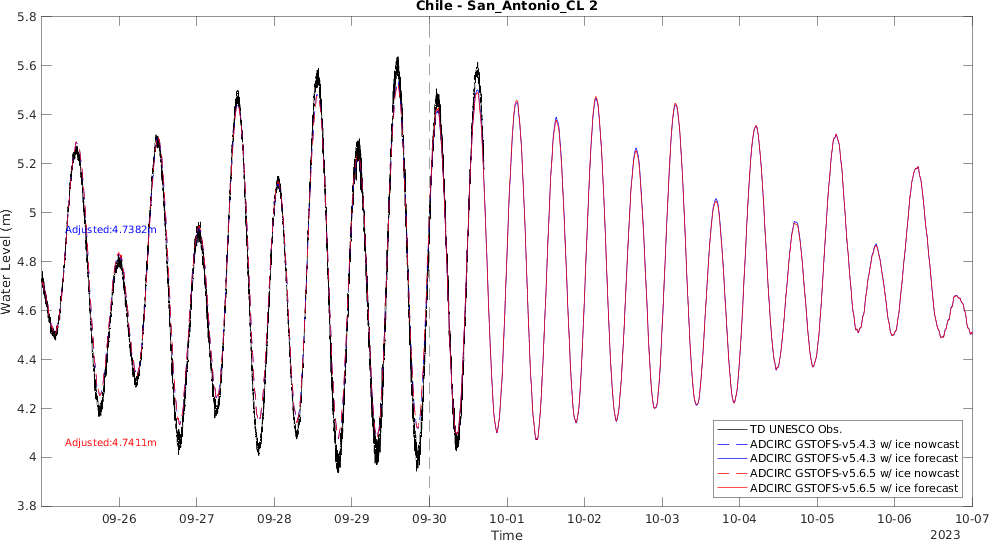 Chile - San_Antonio_CL 2
5.8
5.6
5.4
5.2
5
4.8
4.6
4.4
4.2
4
3.8
Water Level (m)
Adjusted:4.7382m
Adjusted:4.7411m
TD UNESCO Obs.
ADCIRC GSTOFS-v5.4.3 w/ ice nowcast
ADCIRC GSTOFS-v5.4.3 w/ ice forecast
ADCIRC GSTOFS-v5.6.5 w/ ice nowcast
ADCIRC GSTOFS-v5.6.5 w/ ice forecast
09-26 09-27 09-28 09-29 09-30 10-01 10-02 10-03 10-04 10-05 10-06 10-07
Time
2023